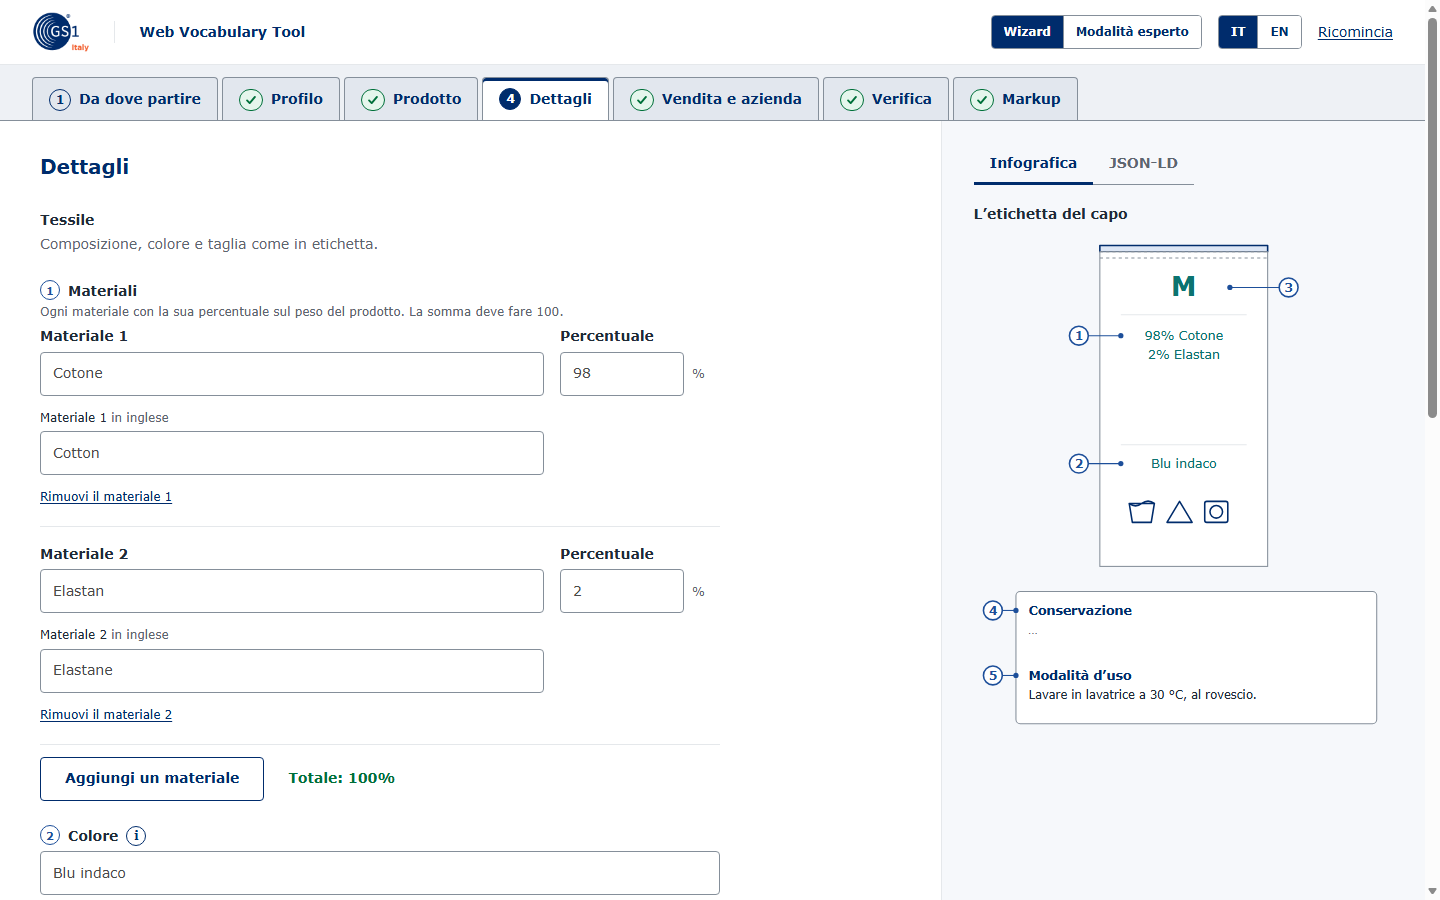 GS1 Italy
Web Vocabulary Tool
Wizard
Modalità esperto
IT
EN
Ricomincia
1 Da dove partire
Profilo
Prodotto
4 Dettagli
Vendita e azienda
Verifica
Markup
Dettagli
Tessile
Composizione, colore e taglia come in etichetta.
1 Materiali
Ogni materiale con la sua percentuale sul peso del prodotto. La somma deve fare 100.
Materiale 1
Percentuale
Cotone
98
%
Materiale 1 in inglese
Cotton
Rimuovi il materiale 1
Materiale 2
Percentuale
Elastan
2
%
Materiale 2 in inglese
Elastane
Rimuovi il materiale 2
Aggiungi un materiale
Totale: 100%
2 Colore i
Blu indaco
Infografica
JSON-LD
L’etichetta del capo
M
3
1
98% Cotone
2% Elastan
2
Blu indaco
4
Conservazione
...
5
Modalità d’uso
Lavare in lavatrice a 30 °C, al rovescio.